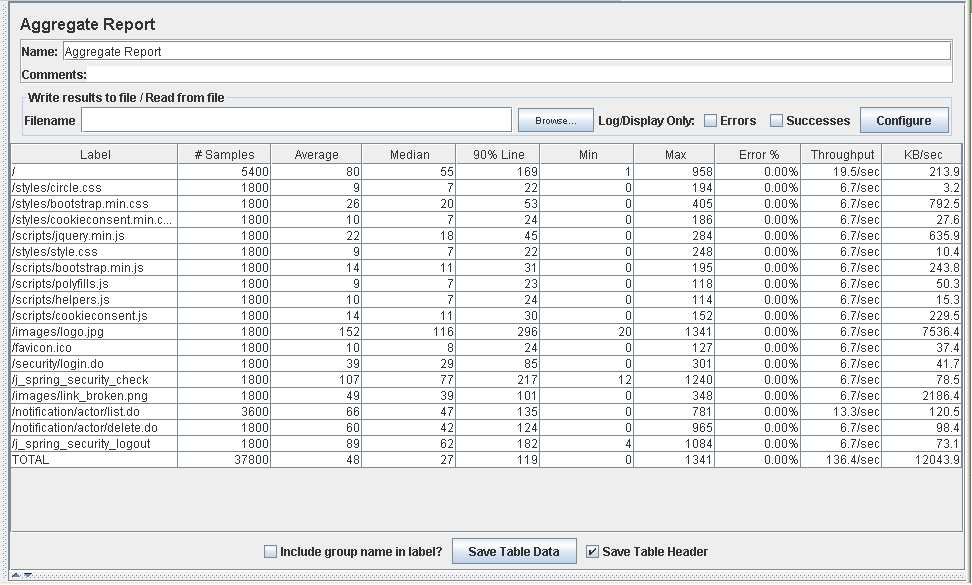 Aggregate Report
Name: Aggregate Report
Comments:
Write results to file / Read from file
Filename Browse... Log/Display Only: Errors Successes Configure
Label # Samples Average Median 90% Line Min Max Error % Throughput KB/sec
/ 5400 80 55 169 1 958 0.00% 19.5/sec 213.9
/styles/circle.css 1800 9 7 22 0 194 0.00% 6.7/sec 3.2
/styles/bootstrap.min.css 1800 26 20 53 0 405 0.00% 6.7/sec 792.5
/styles/cookieconsent.min.c... 1800 10 7 24 0 186 0.00% 6.7/sec 27.6
/scripts/jquery.min.js 1800 22 18 45 0 284 0.00% 6.7/sec 635.9
/styles/style.css 1800 9 7 22 0 248 0.00% 6.7/sec 10.4
/scripts/bootstrap.min.js 1800 14 11 31 0 195 0.00% 6.7/sec 243.8
/scripts/polyfills.js 1800 9 7 23 0 118 0.00% 6.7/sec 50.3
/scripts/helpers.js 1800 10 7 24 0 114 0.00% 6.7/sec 15.3
/scripts/cookieconsent.js 1800 14 11 30 0 152 0.00% 6.7/sec 229.5
/images/logo.jpg 1800 152 116 296 20 1341 0.00% 6.7/sec 7536.4
/favicon.ico 1800 10 8 24 0 127 0.00% 6.7/sec 37.4
/security/login.do 1800 39 29 85 0 301 0.00% 6.7/sec 41.7
/j_spring_security_check 1800 107 77 217 12 1240 0.00% 6.7/sec 78.5
/images/link_broken.png 1800 49 39 101 0 348 0.00% 6.7/sec 2186.4
/notification/actor/list.do 3600 66 47 135 0 781 0.00% 13.3/sec 120.5
/notification/actor/delete.do 1800 60 42 124 0 965 0.00% 6.7/sec 98.4
/j_spring_security_logout 1800 89 62 182 4 1084 0.00% 6.7/sec 73.1
TOTAL 37800 48 27 119 0 1341 0.00% 136.4/sec 12043.9
Include group name in label? Save Table Data Save Table Header